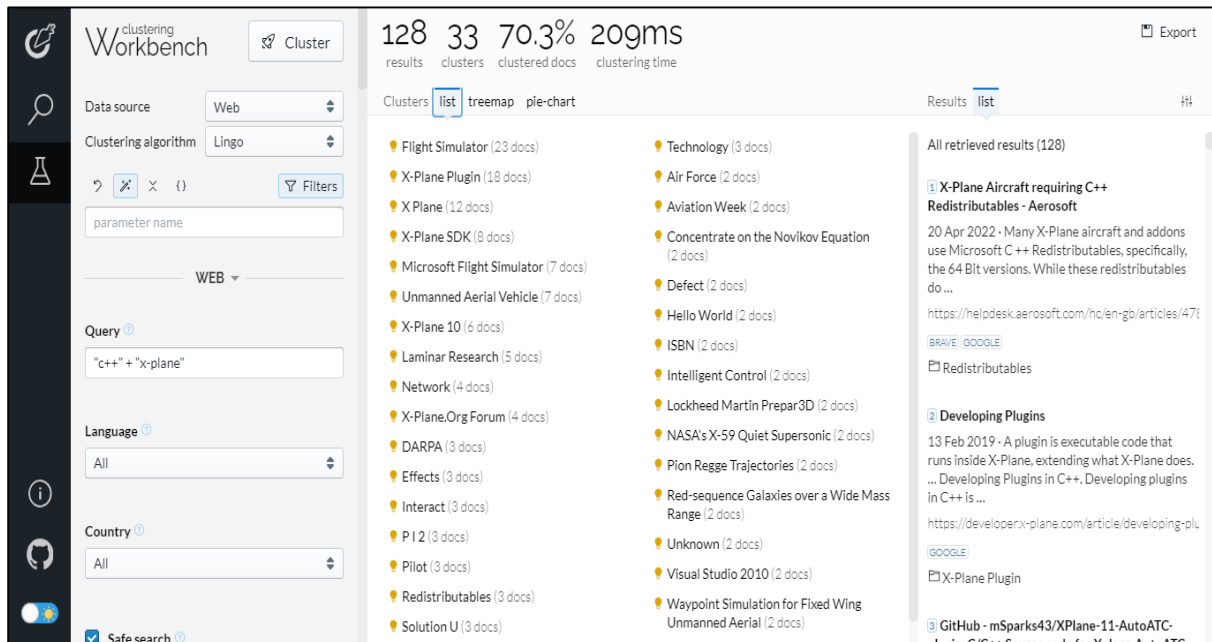 clustering
Workbench
Cluster
Data source
Web
Clustering algorithm
Lingo
{}
Filters
parameter name
WEB
Query
"c++" + "x-plane"
Language
All
Country
All
Safe search
128 33 70.3% 209ms
results clusters clustered docs clustering time
Export
Clusters list treemap pie-chart
Flight Simulator (23 docs)
X-Plane Plugin (18 docs)
X Plane (12 docs)
X-Plane SDK (8 docs)
Microsoft Flight Simulator (7 docs)
Unmanned Aerial Vehicle (7 docs)
X-Plane 10 (6 docs)
Laminar Research (5 docs)
Network (4 docs)
X-Plane.Org Forum (4 docs)
DARPA (3 docs)
Effects (3 docs)
Interact (3 docs)
P I 2 (3 docs)
Pilot (3 docs)
Redistributables (3 docs)
Solution U (3 docs)
Technology (3 docs)
Air Force (2 docs)
Aviation Week (2 docs)
Concentrate on the Novikov Equation
(2 docs)
Defect (2 docs)
Hello World (2 docs)
ISBN (2 docs)
Intelligent Control (2 docs)
Lockheed Martin Prepar3D (2 docs)
NASA's X-59 Quiet Supersonic (2 docs)
Pion Regge Trajectories (2 docs)
Red-sequence Galaxies over a Wide Mass
Range (2 docs)
Unknown (2 docs)
Visual Studio 2010 (2 docs)
Waypoint Simulation for Fixed Wing
Unmanned Aerial (2 docs)
Results list
All retrieved results (128)
1 X-Plane Aircraft requiring C++
Redistributables - Aerosoft
20 Apr 2022 · Many X-Plane aircraft and addons
use Microsoft C ++ Redistributables, specifically,
the 64 Bit versions. While these redistributables
do ...
https://helpdesk.aerosoft.com/hc/en-gb/articles/47
BRAVE GOOGLE
Redistributables
2 Developing Plugins
13 Feb 2019 · A plugin is executable code that
runs inside X-Plane, extending what X-Plane does.
... Developing Plugins in C++. Developing plugins
in C++ is ...
https://developer.x-plane.com/article/developing-plu
GOOGLE
X-Plane Plugin
3 GitHub - mSparks43/XPlane-11-AutoATC-